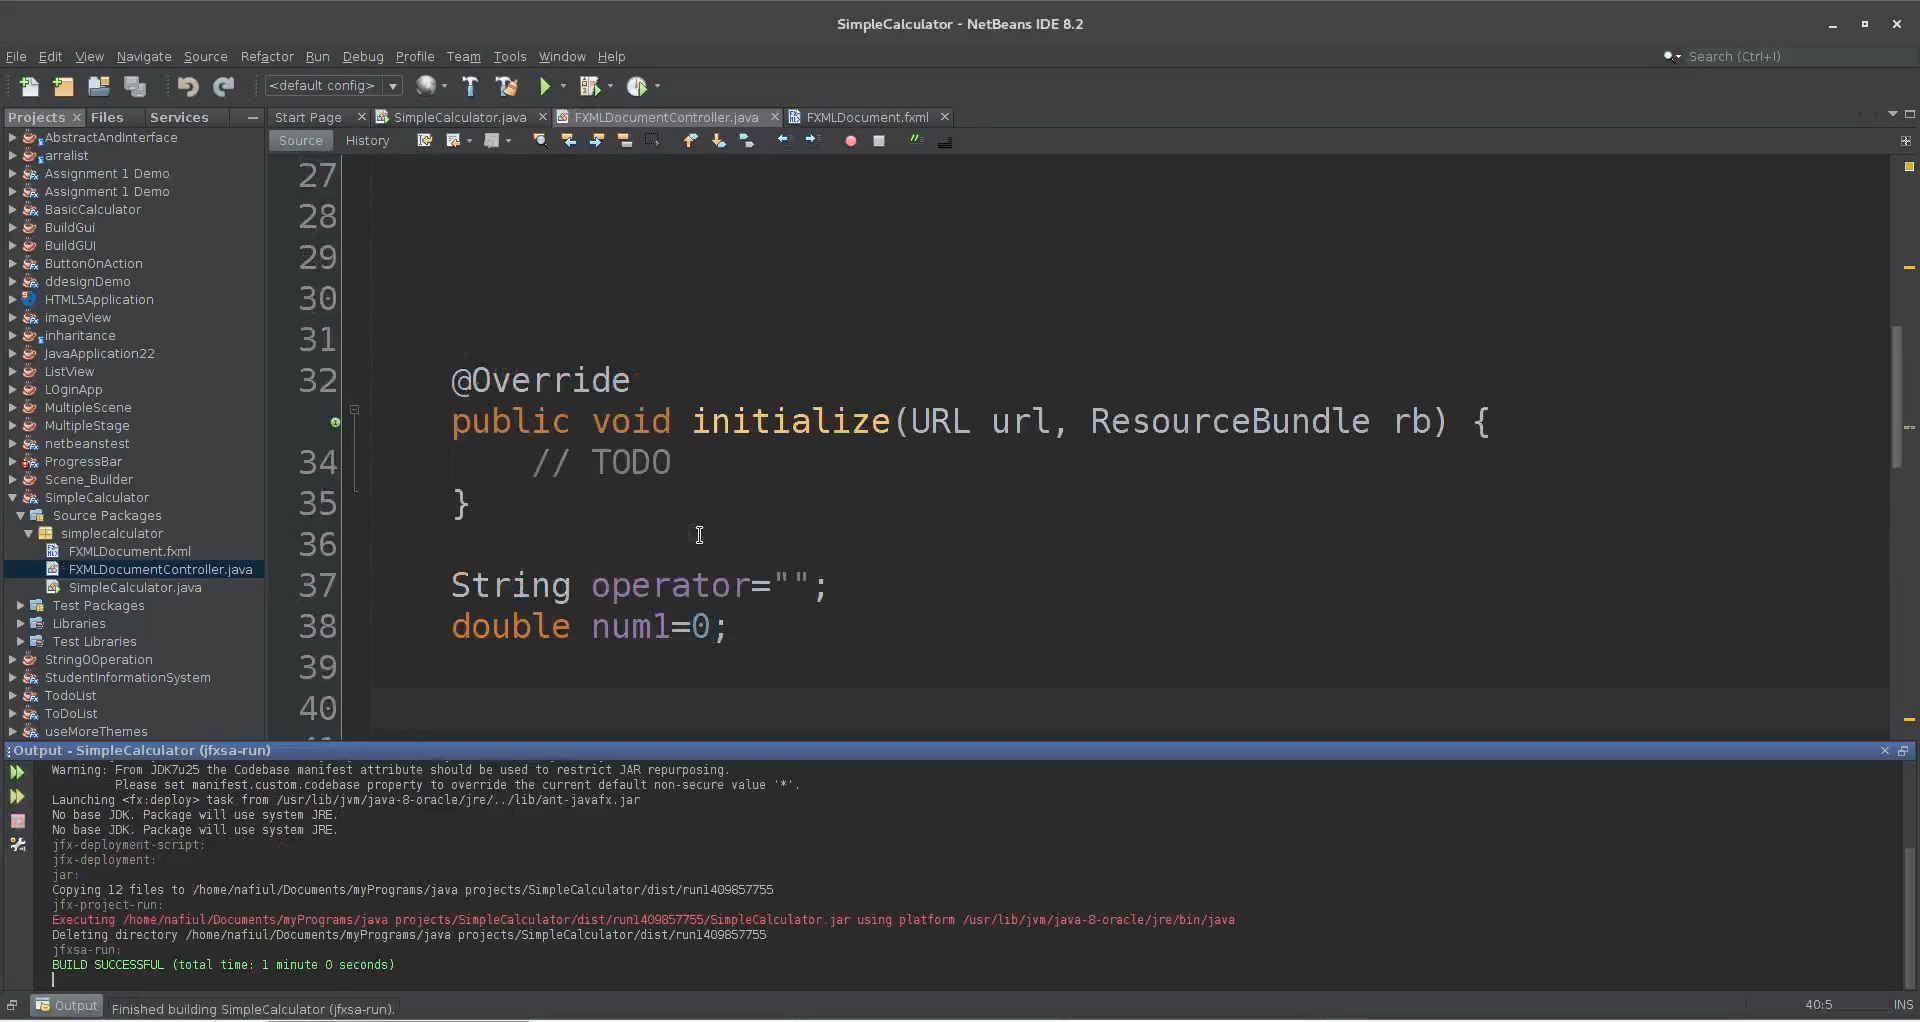 SimpleCalculator - NetBeans IDE 8.2
File Edit View Navigate Source Refactor Run Debug Profile Team Tools Window Help
Search (Ctrl+I)
<default config>
Projects Files Services
Start Page SimpleCalculator.java FXMLDocumentController.java FXMLDocument.fxml
Source History
AbstractAndInterface
arralist
Assignment 1 Demo
Assignment 1 Demo
BasicCalculator
BuildGui
BuildGUI
ButtonOnAction
ddesignDemo
HTML5Application
imageView
inheritance
JavaApplication22
ListView
LOginApp
MultipleScene
MultipleStage
netbeanstest
ProgressBar
Scene_Builder
SimpleCalculator
Source Packages
simplecalculator
FXMLDocument.fxml
FXMLDocumentController.java
SimpleCalculator.java
Test Packages
Libraries
Test Libraries
StringOOperation
StudentInformationSystem
TodoList
ToDoList
useMoreThemes
27
28
29
30
31
32 @Override
public void initialize(URL url, ResourceBundle rb) {
34 // TODO
35 }
36
37 String operator="";
38 double num1=0;
39
40
Output - SimpleCalculator (jfxsa-run)
Warning: From JDK7u25 the Codebase manifest attribute should be used to restrict JAR repurposing.
Please set manifest.custom.codebase property to override the current default non-secure value '*'.
Launching <fx:deploy> task from /usr/lib/jvm/java-8-oracle/jre/../lib/ant-javafx.jar
No base JDK. Package will use system JRE.
No base JDK. Package will use system JRE.
jfx-deployment-script:
jfx-deployment:
jar:
Copying 12 files to /home/nafiul/Documents/myPrograms/java projects/SimpleCalculator/dist/run1409857755
jfx-project-run:
Executing /home/nafiul/Documents/myPrograms/java projects/SimpleCalculator/dist/run1409857755/SimpleCalculator.jar using platform /usr/lib/jvm/java-8-oracle/jre/bin/java
Deleting directory /home/nafiul/Documents/myPrograms/java projects/SimpleCalculator/dist/run1409857755
jfxsa-run:
BUILD SUCCESSFUL (total time: 1 minute 0 seconds)
Output
Finished building SimpleCalculator (jfxsa-run).
40:5
INS